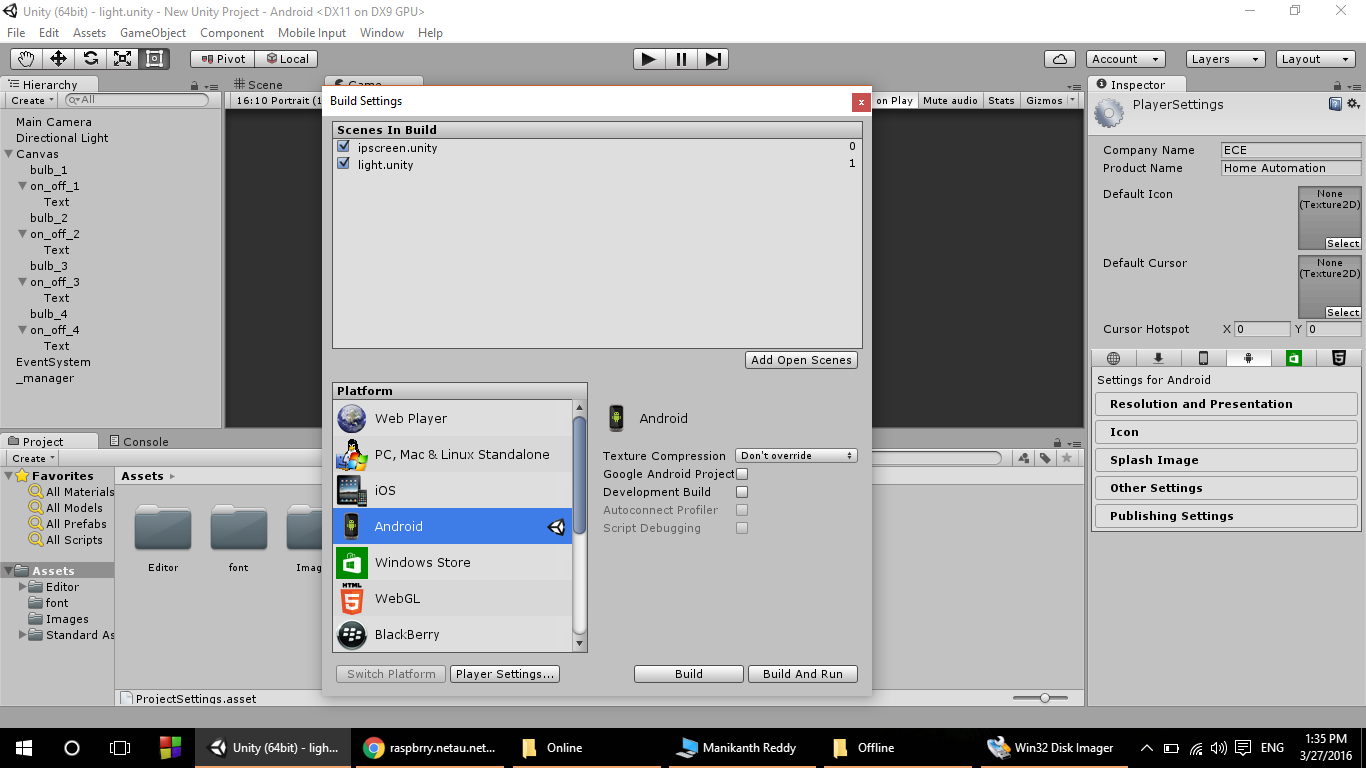 Unity (64bit) - light.unity - New Unity Project - Android <DX11 on DX9 GPU>
File Edit Assets GameObject Component Mobile Input Window Help
Pivot Local Account Layers Layout
Hierarchy
Create All
Main Camera
Directional Light
Canvas
bulb_1
on_off_1
Text
bulb_2
on_off_2
Text
bulb_3
on_off_3
Text
bulb_4
on_off_4
Text
EventSystem
_manager
Scene Game
16:10 Portrait (1
on Play Mute audio Stats Gizmos
Build Settings
Scenes In Build
ipscreen.unity 0
light.unity 1
Add Open Scenes
Platform
Web Player
PC, Mac & Linux Standalone
iOS
Android
Windows Store
HTML
5
WebGL
BlackBerry
Android
Texture Compression Don't override
Google Android Project
Development Build
Autoconnect Profiler
Script Debugging
Switch Platform Player Settings... Build Build And Run
Inspector
PlayerSettings
Company Name ECE
Product Name Home Automation
Default Icon None
(Texture2D)
Select
Default Cursor None
(Texture2D)
Select
Cursor Hotspot X 0 Y 0
Settings for Android
Resolution and Presentation
Icon
Splash Image
Other Settings
Publishing Settings
Project Console
Create
Favorites
All Materials
All Models
All Prefabs
All Scripts
Assets
Editor
font
Images
Standard As
Assets
Editor font Imag
ProjectSettings.asset
Unity (64bit) - ligh... raspbrry.netau.net... Online Manikanth Reddy Offline Win32 Disk Imager ENG
1:35 PM
3/27/2016